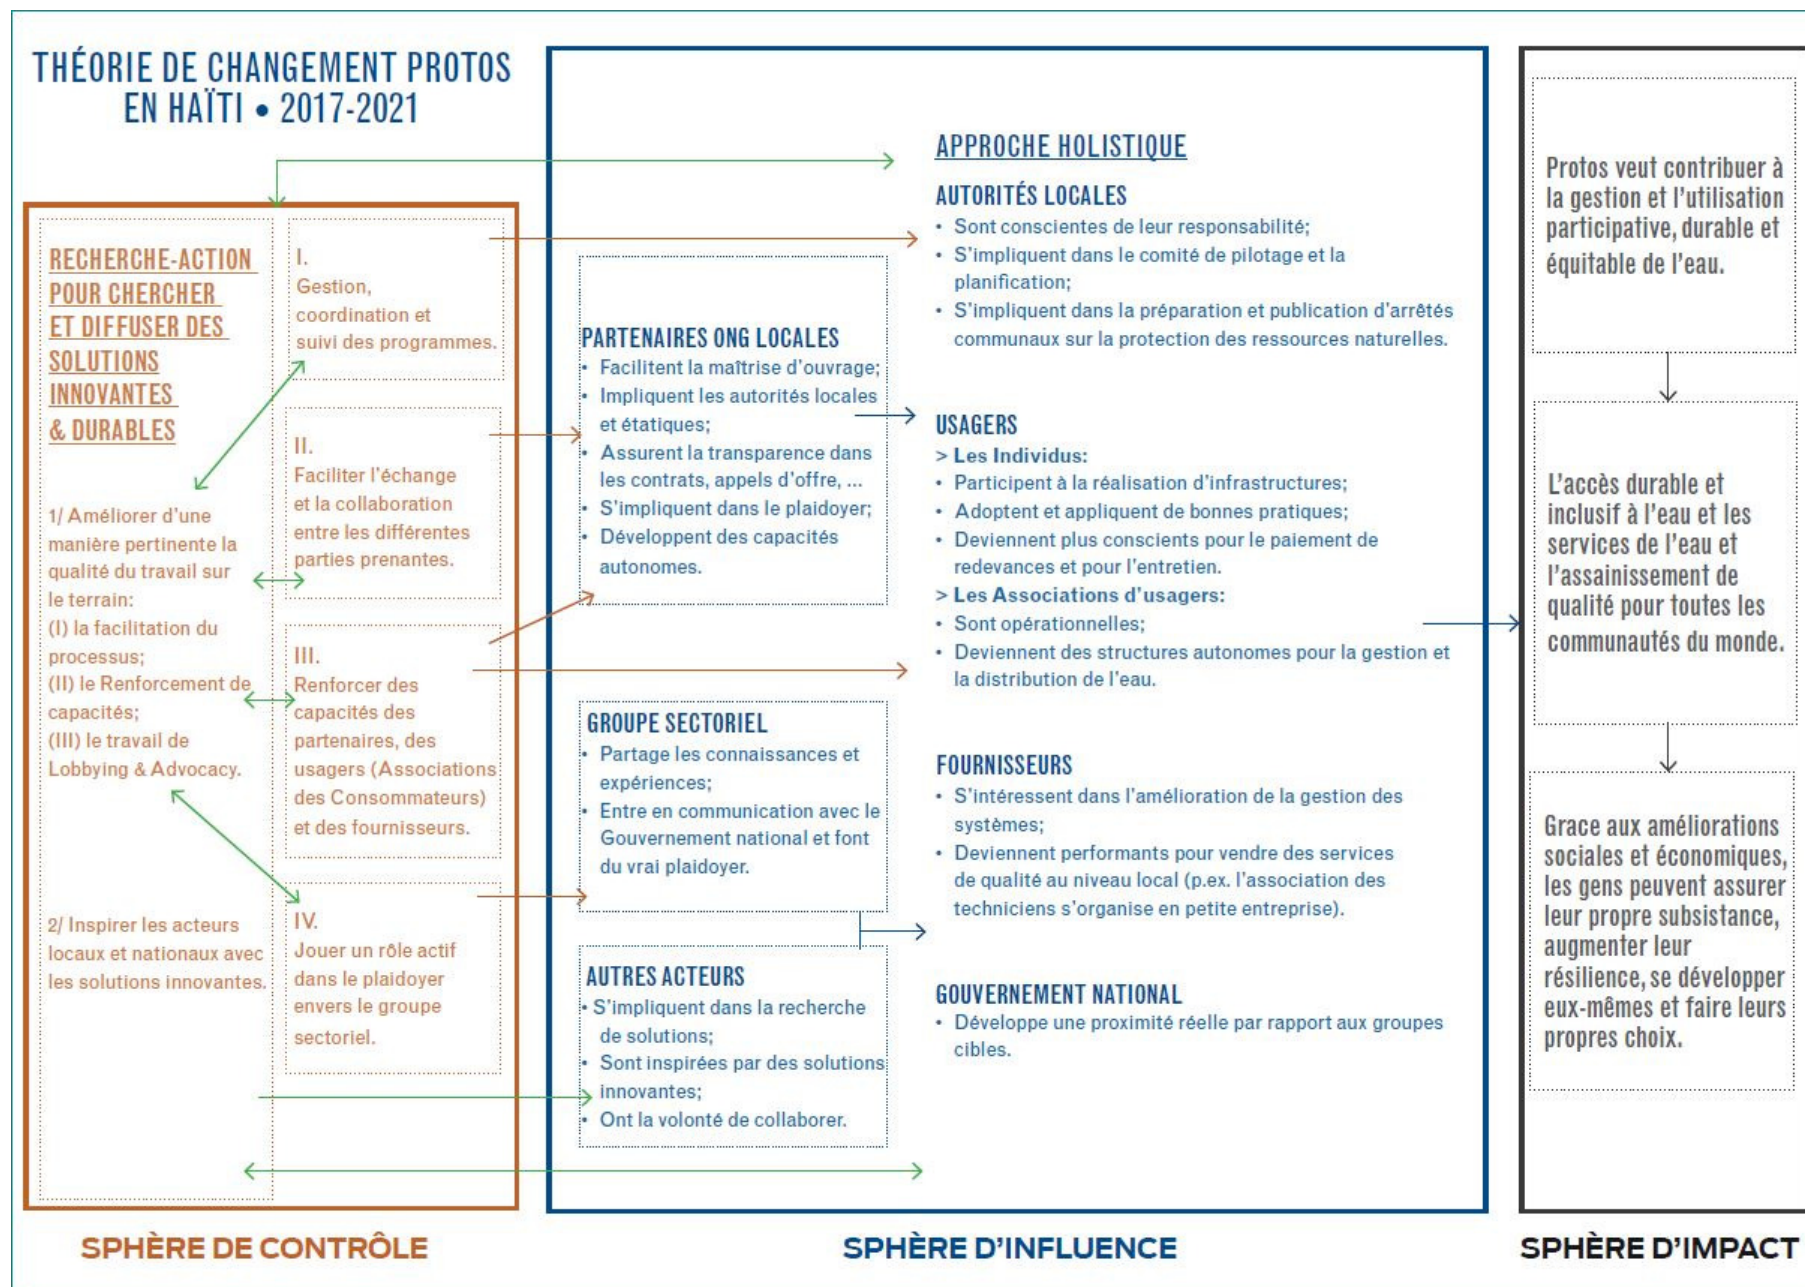 THÉORIE DE CHANGEMENT PROTOS
EN HAÏTI • 2017-2021
RECHERCHE-ACTION
POUR CHERCHER
ET DIFFUSER DES
SOLUTIONS
INNOVANTES
& DURABLES
1/ Améliorer d'une
manière pertinente la
qualité du travail sur
le terrain:
(I) la facilitation du
processus;
(II) le Renforcement de
capacités;
(III) le travail de
Lobbying & Advocacy.
2/ Inspirer les acteurs
locaux et nationaux avec
les solutions innovantes.
I.
Gestion,
coordination et
suivi des programmes.
II.
Faciliter l'échange
et la collaboration
entre les différentes
parties prenantes.
III.
Renforcer des
capacités des
partenaires, des
usagers (Associations
des Consommateurs)
et des fournisseurs.
IV.
Jouer un rôle actif
dans le plaidoyer
envers le groupe
sectoriel.
SPHÈRE DE CONTRÔLE
PARTENAIRES ONG LOCALES
• Facilitent la maîtrise d'ouvrage;
• Impliquent les autorités locales
et étatiques;
• Assurent la transparence dans
les contrats, appels d'offre, ...
• S'impliquent dans le plaidoyer;
• Développent des capacités
autonomes.
GROUPE SECTORIEL
• Partage les connaissances et
expériences;
• Entre en communication avec le
Gouvernement national et font
du vrai plaidoyer.
AUTRES ACTEURS
• S'impliquent dans la recherche
de solutions;
• Sont inspirées par des solutions
innovantes;
• Ont la volonté de collaborer.
APPROCHE HOLISTIQUE
AUTORITÉS LOCALES
• Sont conscientes de leur responsabilité;
• S'impliquent dans le comité de pilotage et la
planification;
• S'impliquent dans la préparation et publication d'arrêtés
communaux sur la protection des ressources naturelles.
USAGERS
> Les Individus:
• Participent à la réalisation d'infrastructures;
• Adoptent et appliquent de bonnes pratiques;
• Deviennent plus conscients pour le paiement de
redevances et pour l'entretien.
> Les Associations d'usagers:
• Sont opérationnelles;
• Deviennent des structures autonomes pour la gestion et
la distribution de l'eau.
FOURNISSEURS
• S'intéressent dans l'amélioration de la gestion des
systèmes;
• Deviennent performants pour vendre des services
de qualité au niveau local (p.ex. l'association des
techniciens s'organise en petite entreprise).
GOUVERNEMENT NATIONAL
• Développe une proximité réelle par rapport aux groupes
cibles.
SPHÈRE D'INFLUENCE
Protos veut contribuer à
la gestion et l'utilisation
participative, durable et
équitable de l'eau.
L'accès durable et
inclusif à l'eau et les
services de l'eau et
l'assainissement de
qualité pour toutes les
communautés du monde.
Grace aux améliorations
sociales et économiques,
les gens peuvent assurer
leur propre subsistance,
augmenter leur
résilience, se développer
eux-mêmes et faire leurs
propres choix.
SPHÈRE D'IMPACT